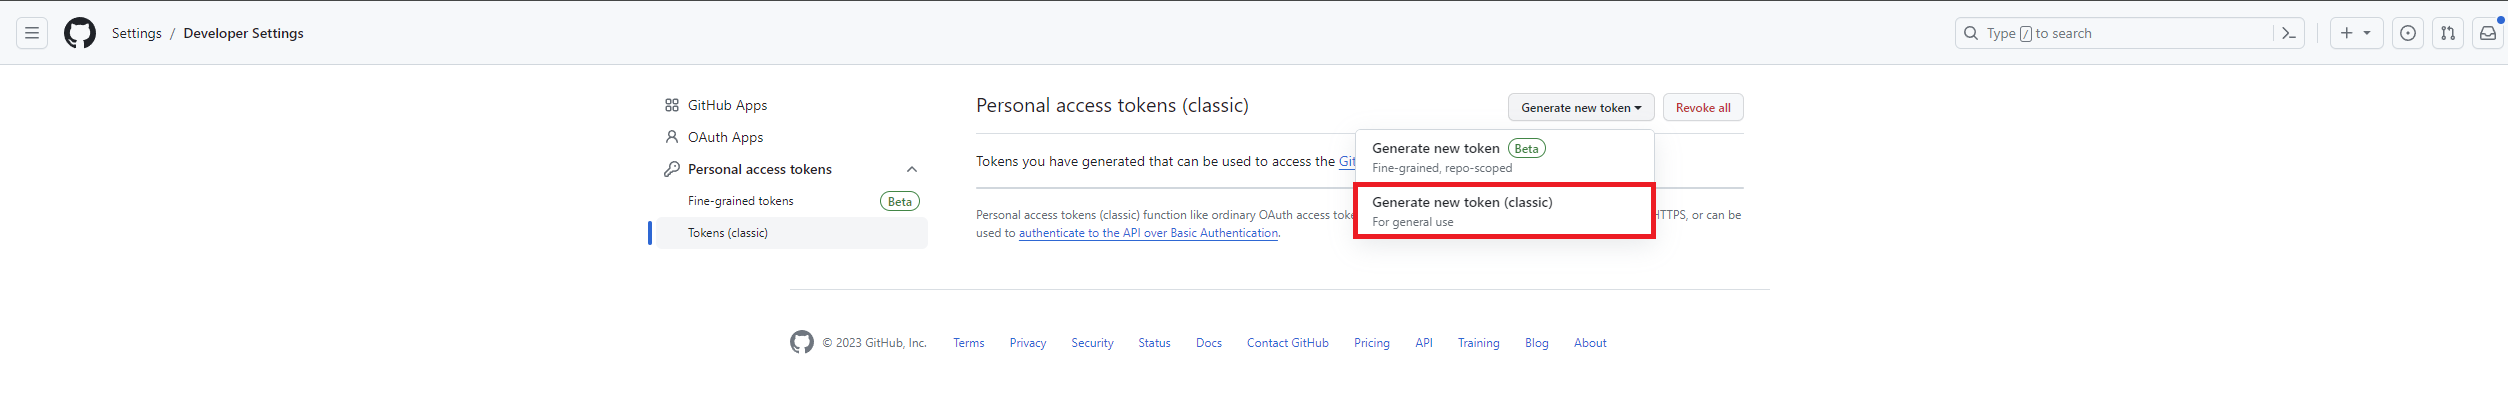 Settings / Developer Settings
Type / to search
GitHub Apps
OAuth Apps
Personal access tokens
Fine-grained tokens Beta
Tokens (classic)
Personal access tokens (classic)
Generate new token
Revoke all
Tokens you have generated that can be used to access the Git
Generate new token Beta
Fine-grained, repo-scoped
Generate new token (classic)
For general use
Personal access tokens (classic) function like ordinary OAuth access toke HTTPS, or can be
used to authenticate to the API over Basic Authentication.
© 2023 GitHub, Inc. Terms Privacy Security Status Docs Contact GitHub Pricing API Training Blog About